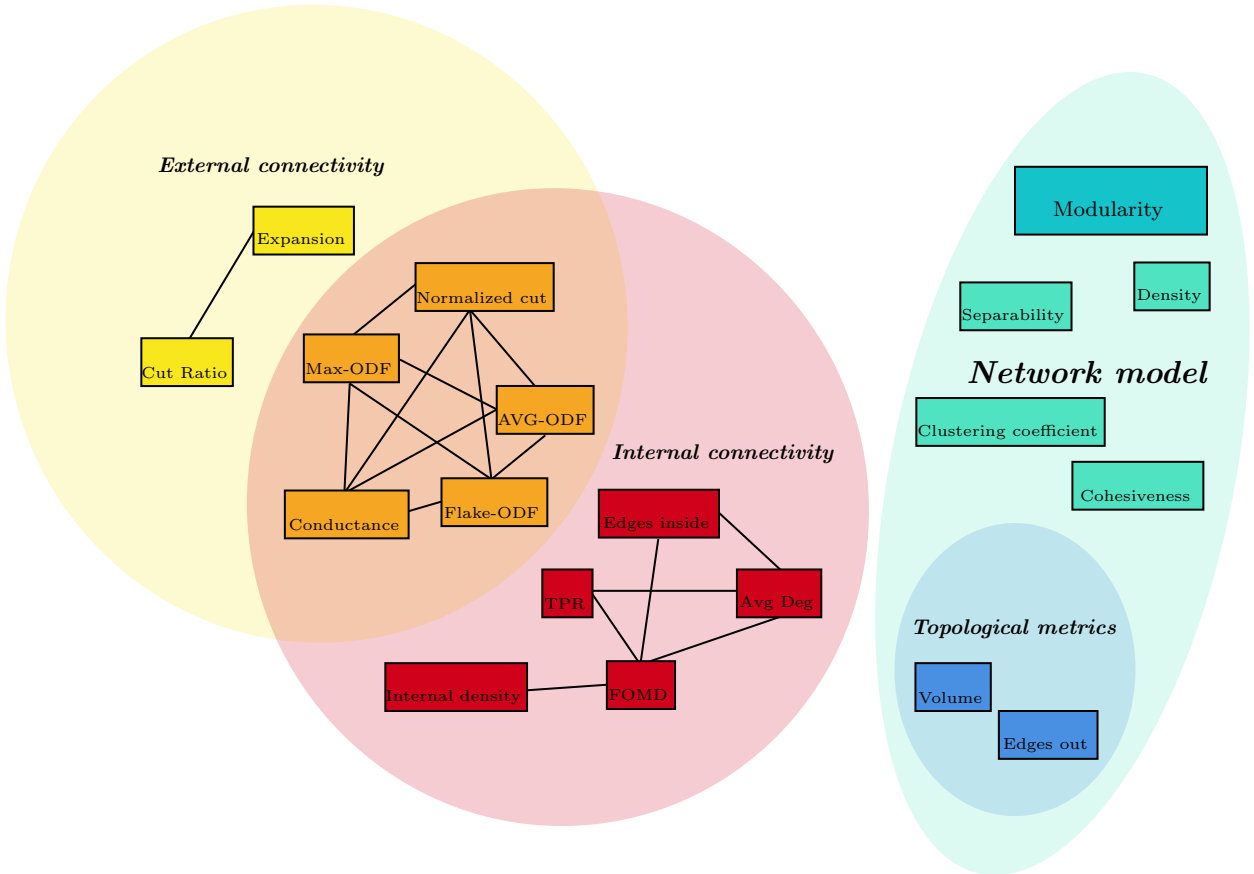 External connectivity
Expansion
Cut Ratio
Normalized cut
Max-ODF
AVG-ODF
Conductance
Flake-ODF
Internal connectivity
Edges inside
TPR
Avg Deg
Internal density
FOMD
Modularity
Separability
Density
Network model
Clustering coefficient
Cohesiveness
Topological metrics
Volume
Edges out